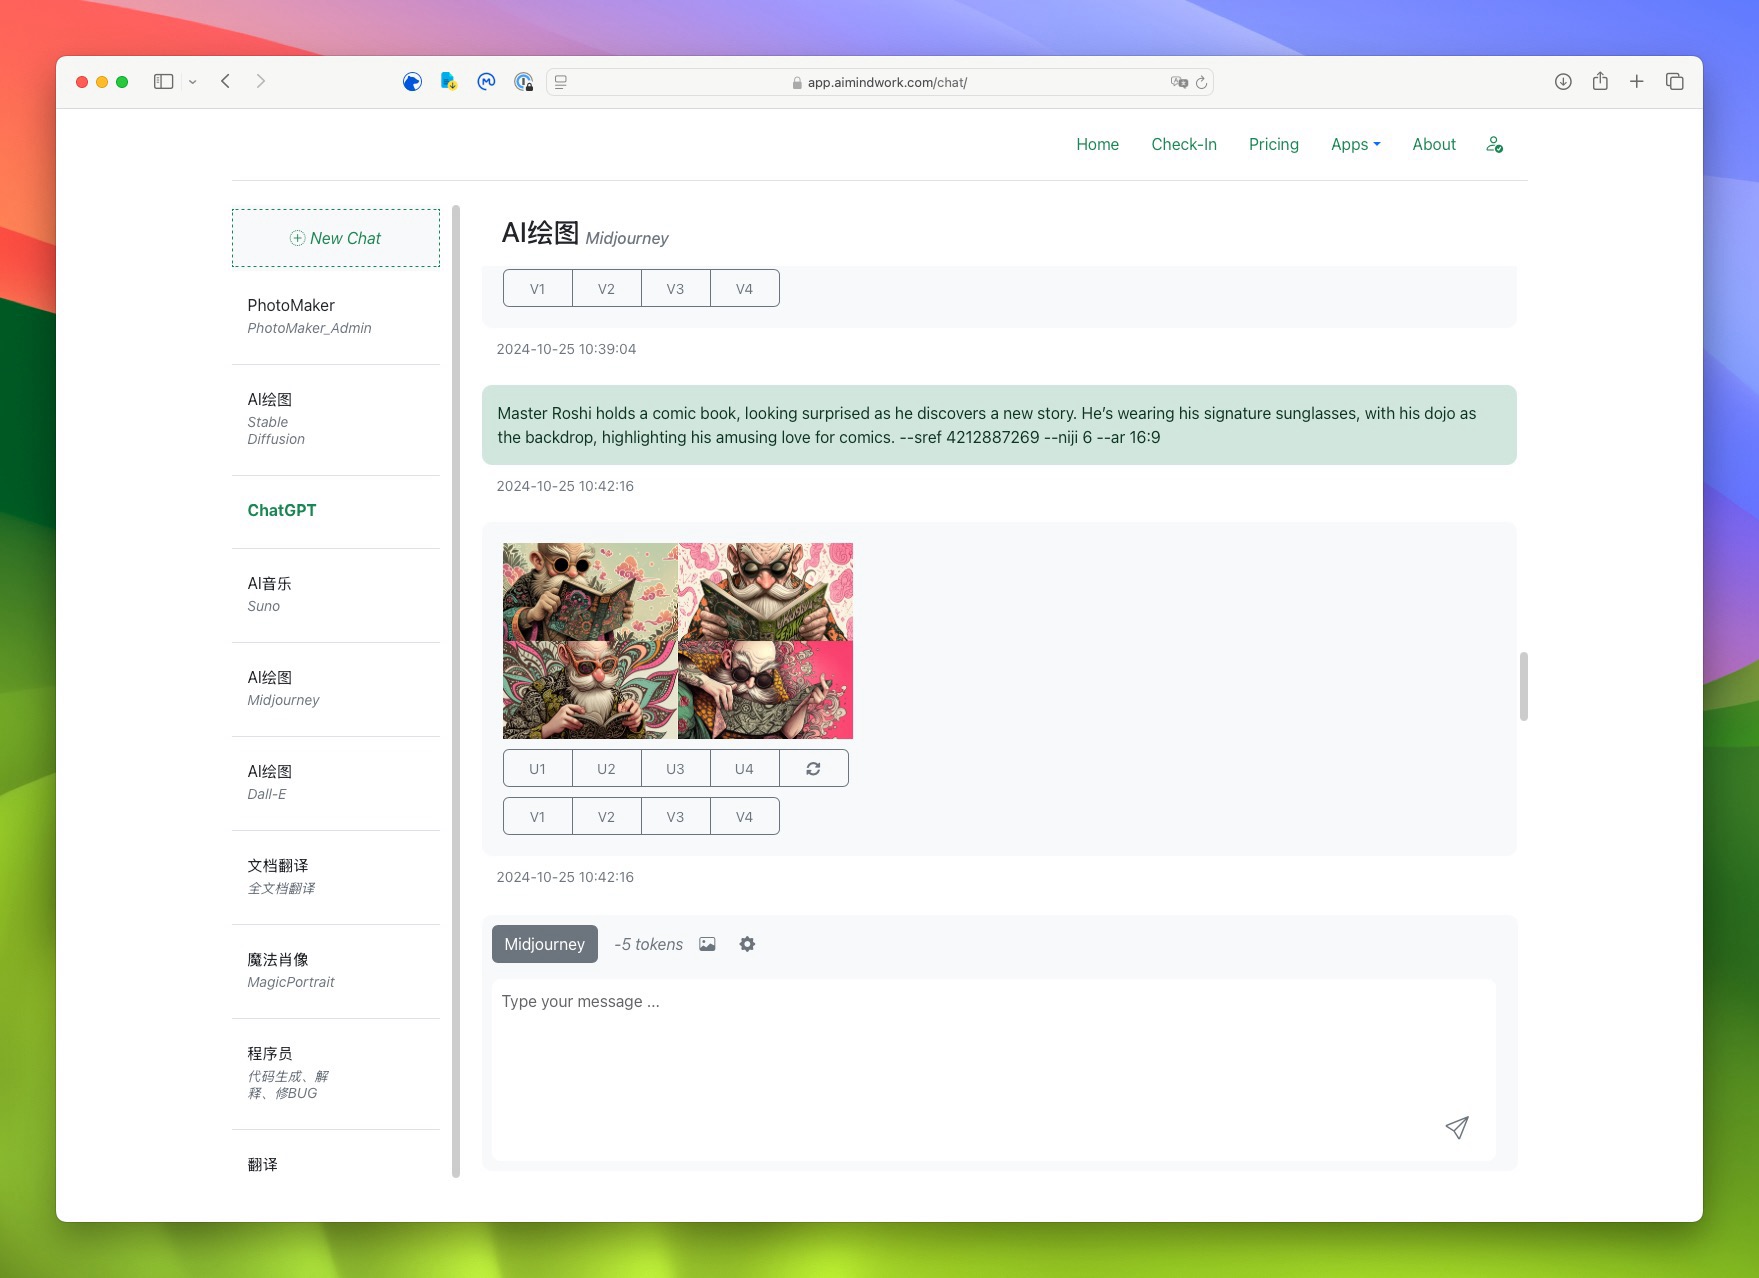 app.aimindwork.com/chat/
Home
Check-In
Pricing
Apps
About
New Chat
PhotoMaker
PhotoMaker_Admin
AI绘图
Stable
Diffusion
ChatGPT
AI音乐
Suno
AI绘图
Midjourney
AI绘图
Dall-E
文档翻译
全文档翻译
魔法肖像
MagicPortrait
程序员
代码生成、解
释、修BUG
翻译
AI绘图 Midjourney
V1 V2 V3 V4
2024-10-25 10:39:04
Master Roshi holds a comic book, looking surprised as he discovers a new story. He’s wearing his signature sunglasses, with his dojo as
the backdrop, highlighting his amusing love for comics. --sref 4212887269 --niji 6 --ar 16:9
2024-10-25 10:42:16
U1 U2 U3 U4
V1 V2 V3 V4
2024-10-25 10:42:16
Midjourney -5 tokens
Type your message ...